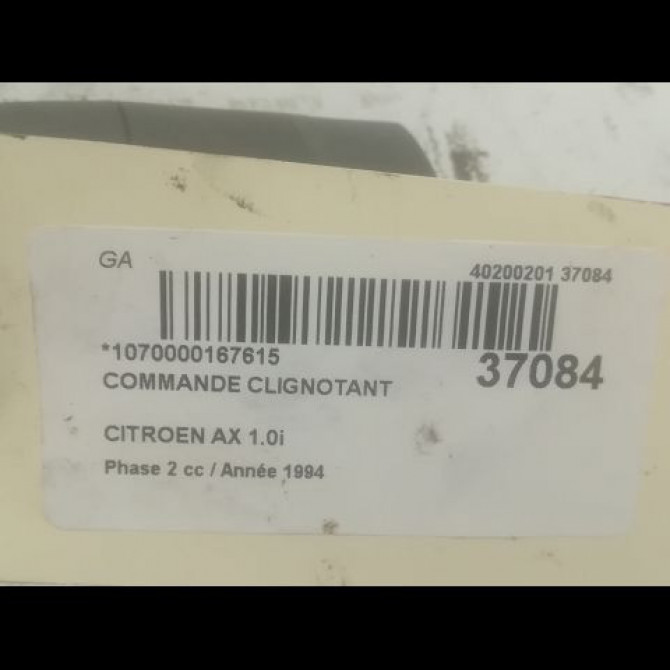 GA
40200201 37084
*1070000167615
37084
COMMANDE CLIGNOTANT
CITROEN AX 1.0i
Phase 2 cc / Année 1994